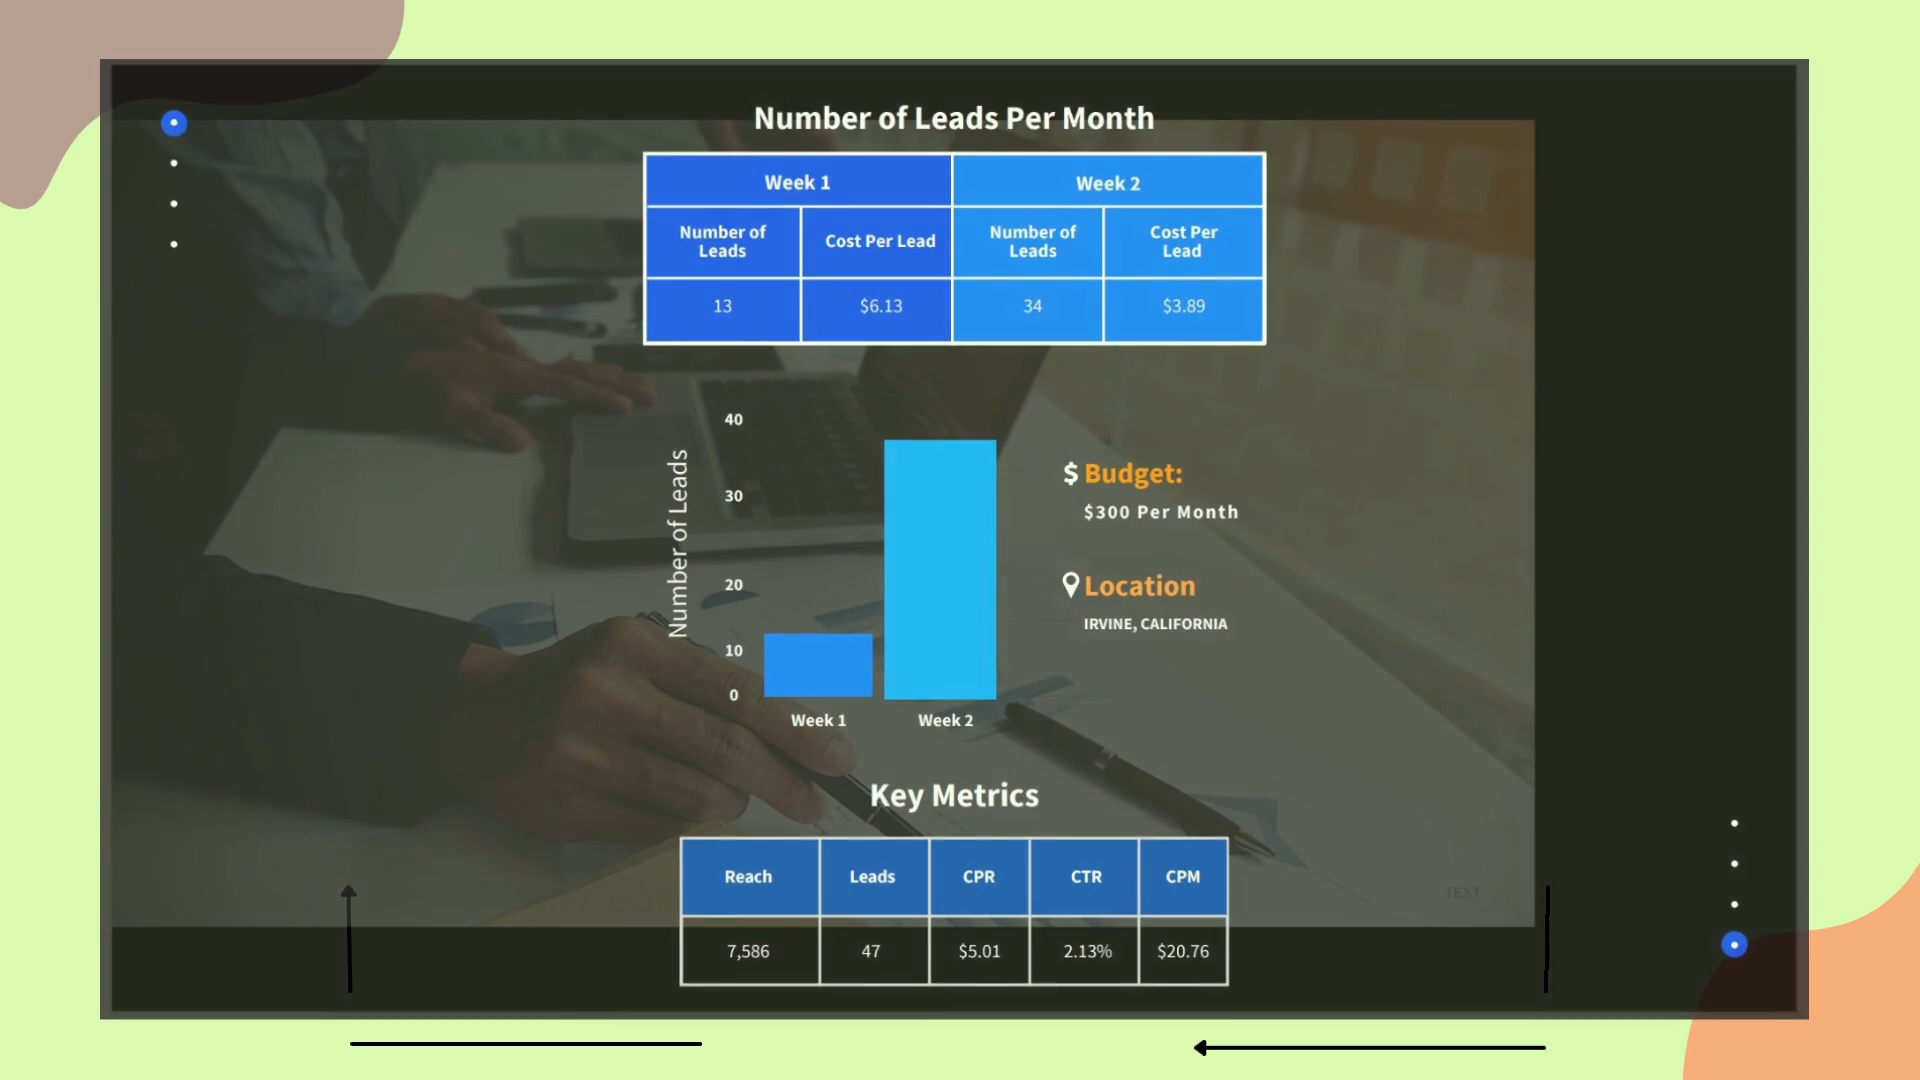 Number of Leads Per Month
Week 1
Week 2
Number of
Leads
Cost Per Lead
Number of
Leads
Cost Per
Lead
13
$6.13
34
$3.89
Number of Leads
40
30
20
10
0
Week 1
Week 2
$ Budget:
$300 Per Month
Location
IRVINE, CALIFORNIA
Key Metrics
Reach
Leads
CPR
CTR
CPM
7,586
47
$5.01
2.13%
$20.76
TEXT